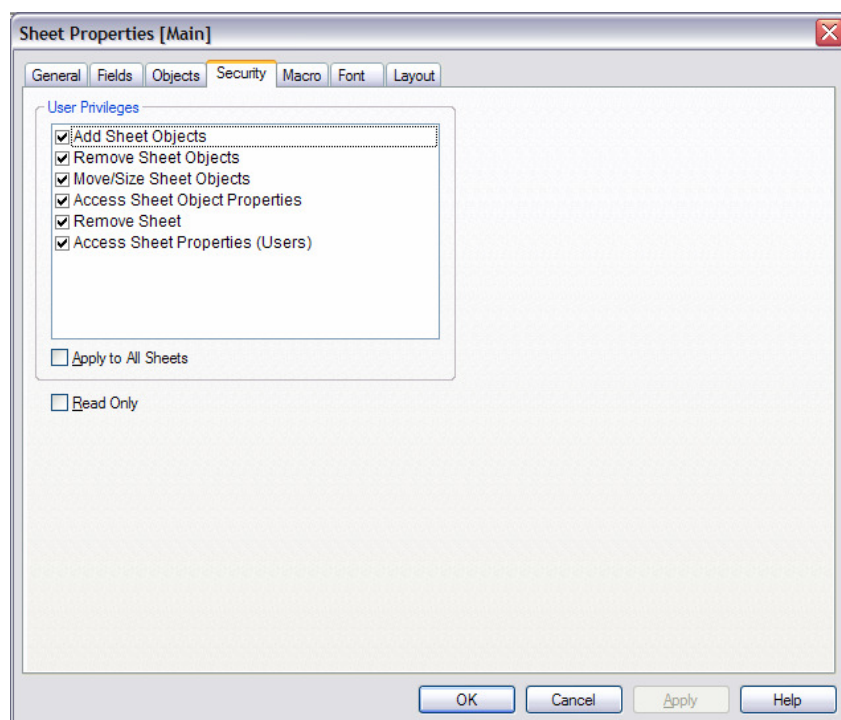 Sheet Properties [Main]
General Fields Objects Security Macro Font Layout
User Privileges
Add Sheet Objects
Remove Sheet Objects
Move/Size Sheet Objects
Access Sheet Object Properties
Remove Sheet
Access Sheet Properties (Users)
Apply to All Sheets
Read Only
OK Cancel Apply Help